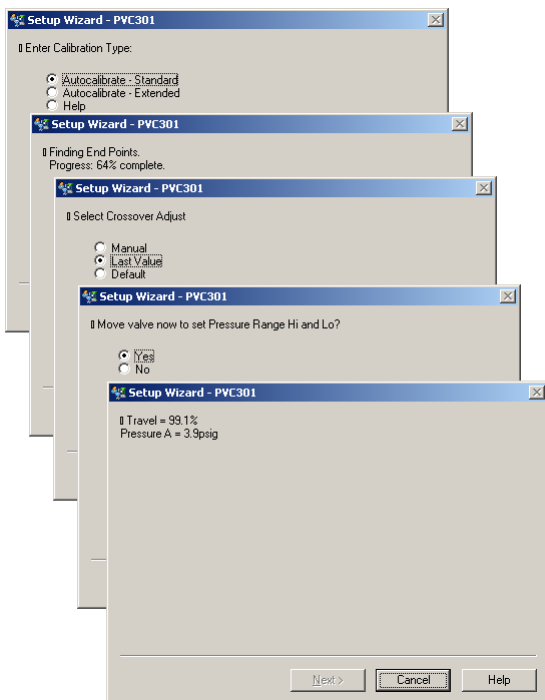 Setup Wizard - PVC301
Enter Calibration Type:
Autocalibrate - Standard
Autocalibrate - Extended
Help
Setup Wizard - PVC301
Finding End Points.
Progress: 64% complete.
Setup Wizard - PVC301
Select Crossover Adjust
Manual
Last Value
Default
Setup Wizard - PVC301
Move valve now to set Pressure Range Hi and Lo?
Yes
No
Setup Wizard - PVC301
Travel = 99.1%
Pressure A = 3.9psig
Next > Cancel Help